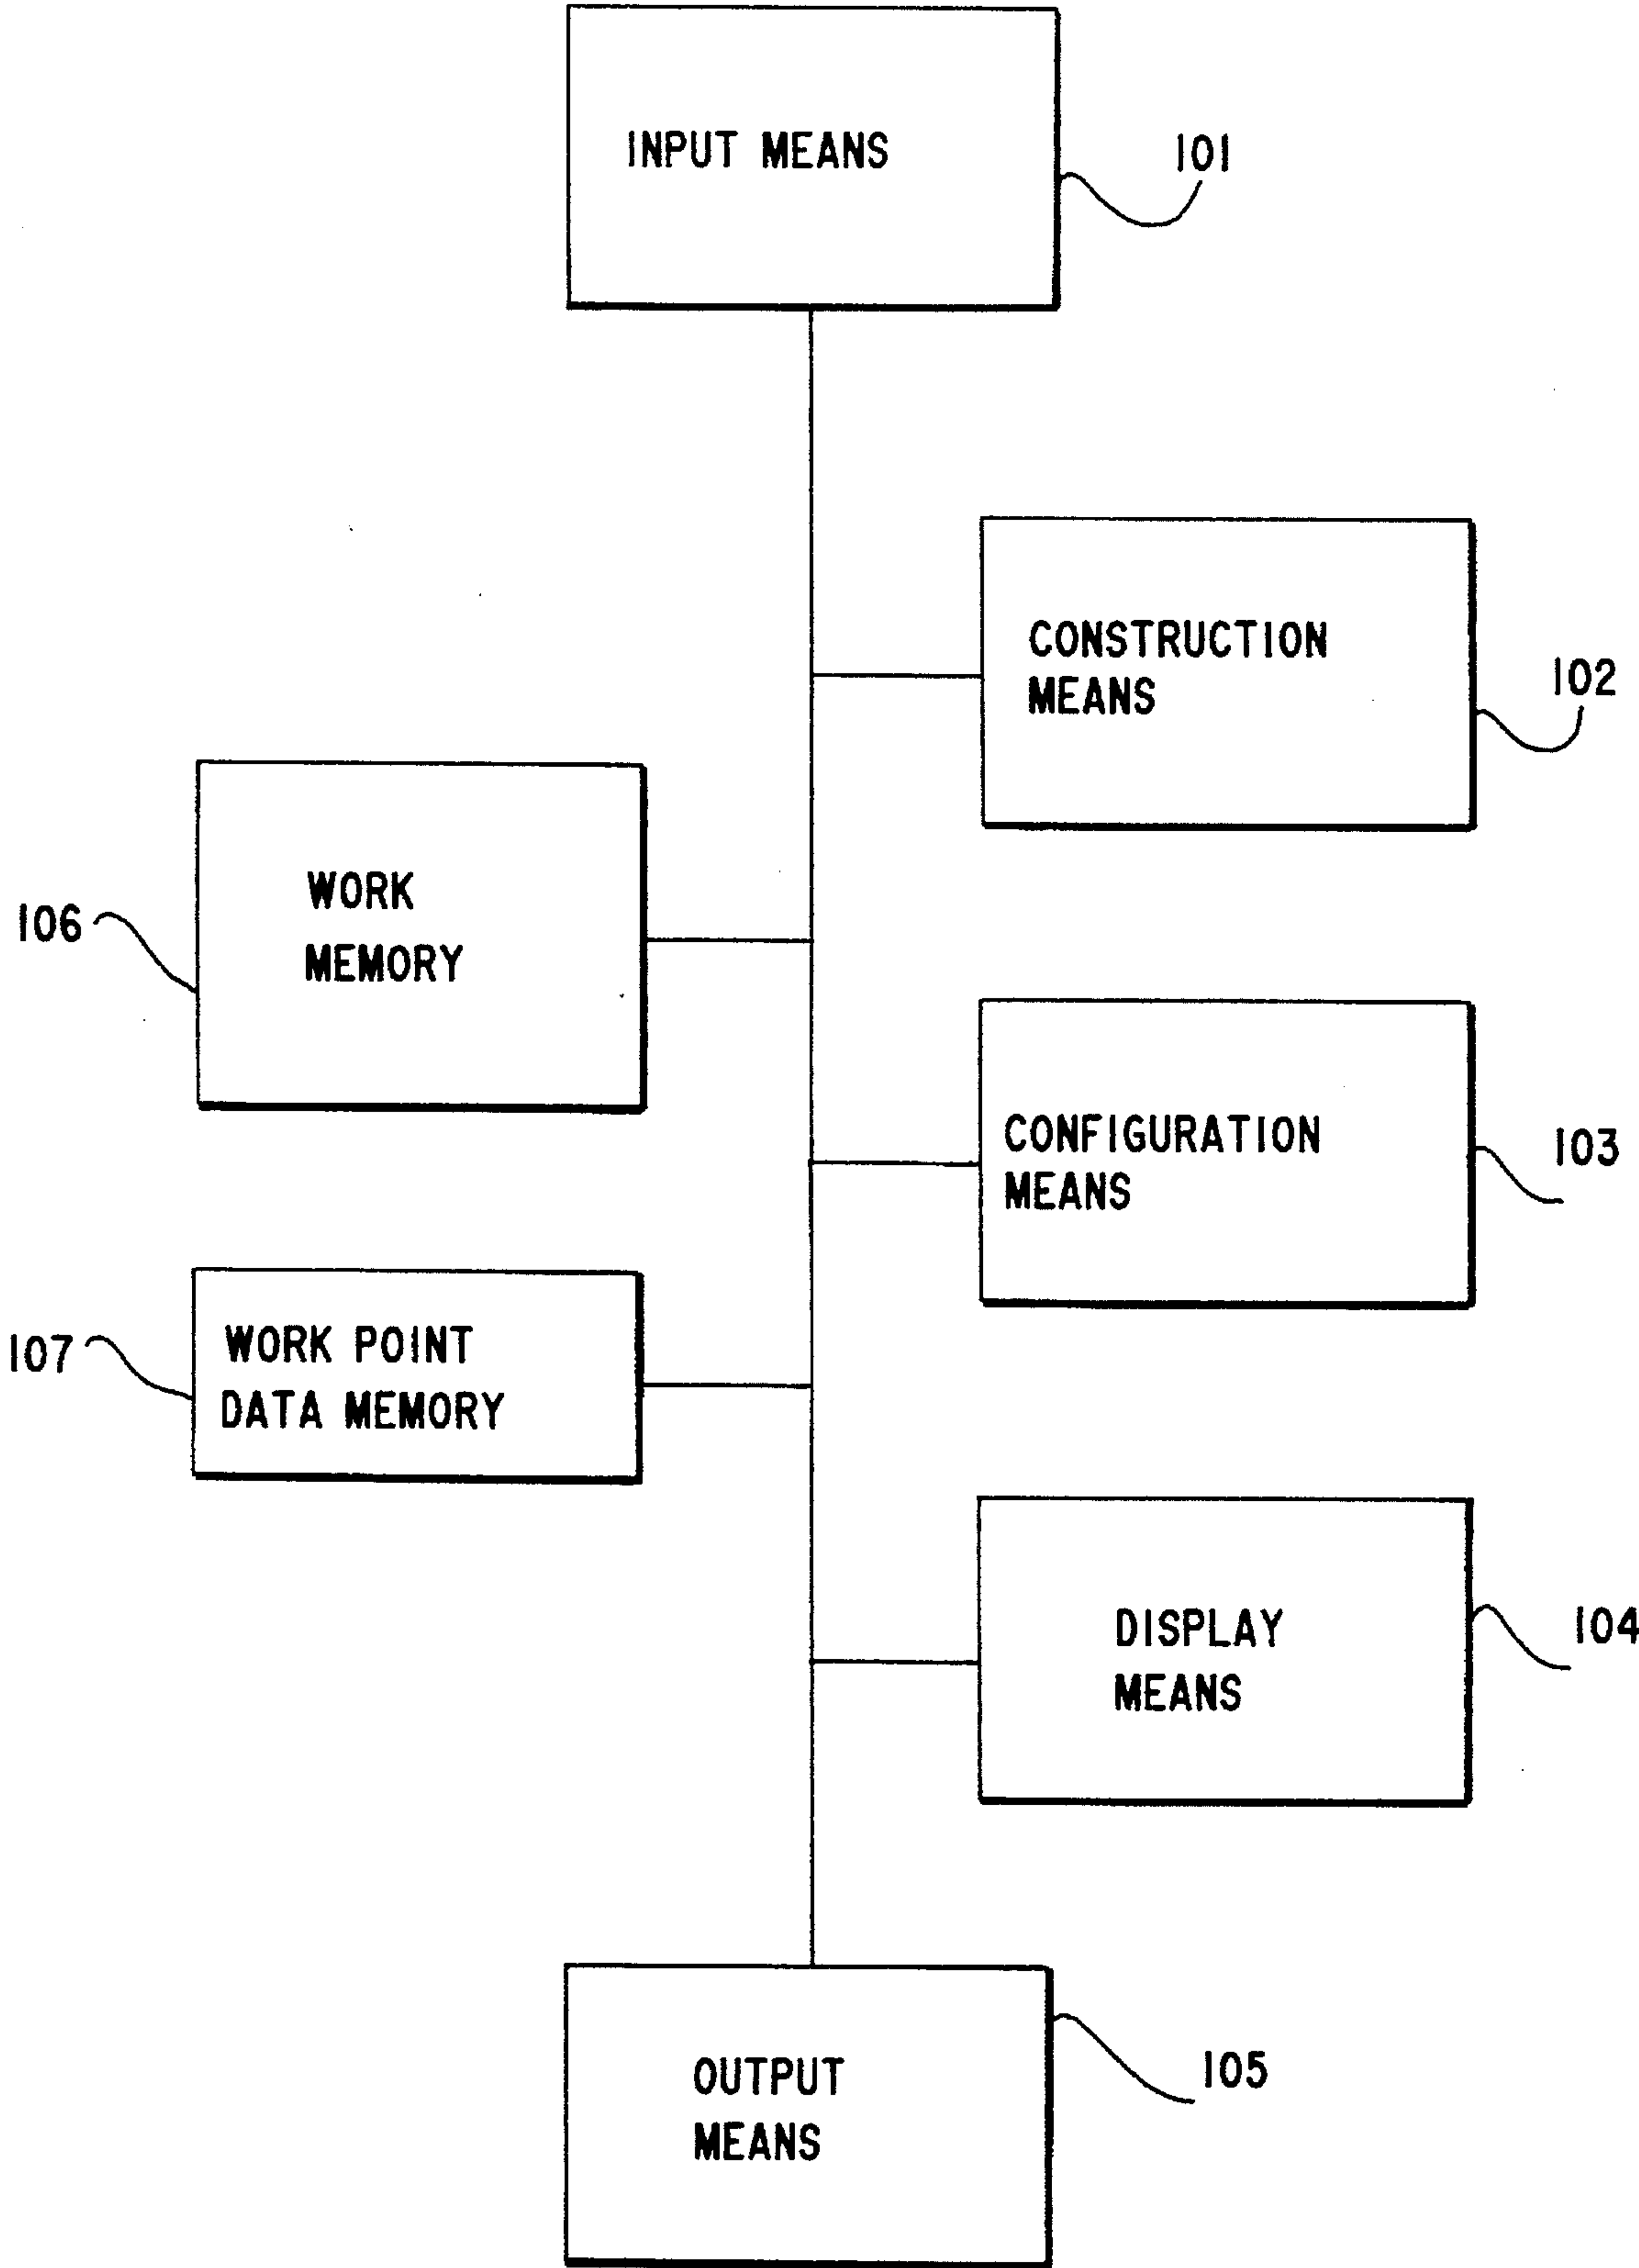 INPUT MEANS
101
CONSTRUCTION
MEANS
102
WORK
MEMORY
106
CONFIGURATION
MEANS
103
WORK POINT
DATA MEMORY
107
DISPLAY
MEANS
104
OUTPUT
MEANS
105